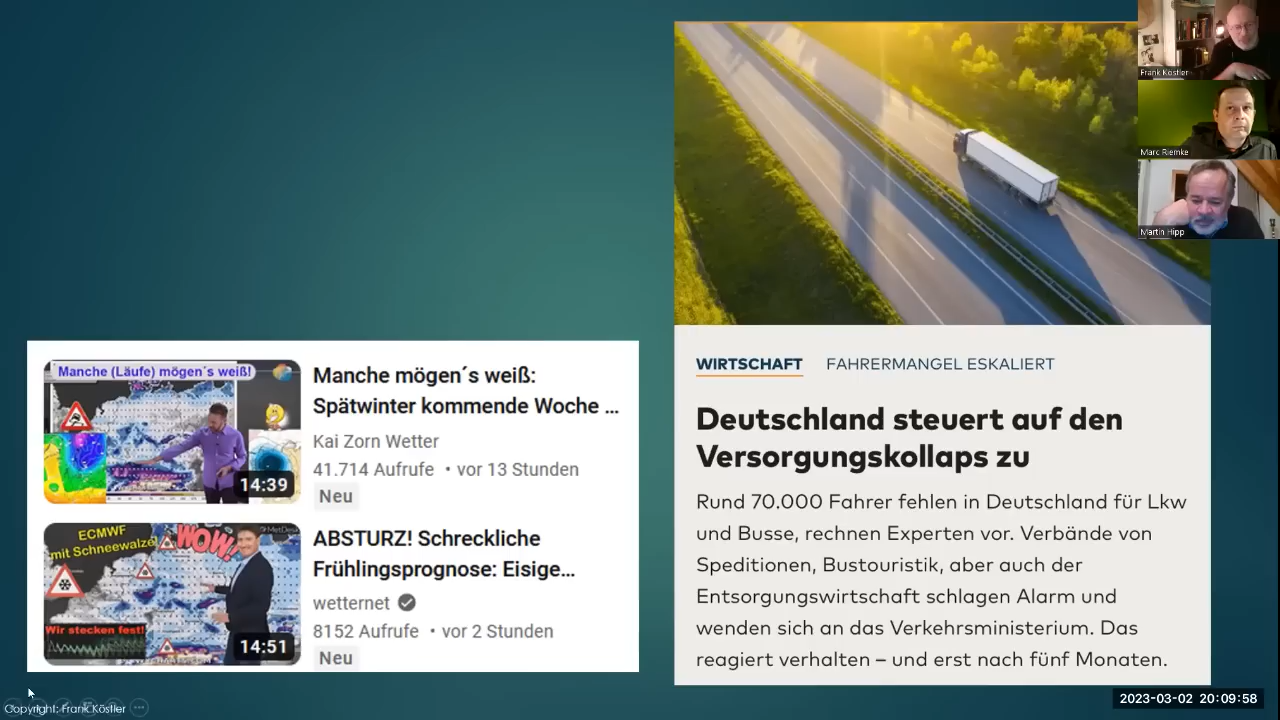 Manche (Läufe) mögen´s weiß!
14:39
Manche mögen´s weiß:
Spätwinter kommende Woche ...
Kai Zorn Wetter
41.714 Aufrufe • vor 13 Stunden
Neu
ECMWF
mit Schneewalze!
WOW!
Wir stecken fest!
14:51
ABSTURZ! Schreckliche
Frühlingsprognose: Eisige...
wetternet
8152 Aufrufe • vor 2 Stunden
Neu
WIRTSCHAFT FAHRERMANGEL ESKALIERT
Deutschland steuert auf den
Versorgungskollaps zu
Rund 70.000 Fahrer fehlen in Deutschland für Lkw
und Busse, rechnen Experten vor. Verbände von
Speditionen, Bustouristik, aber auch der
Entsorgungswirtschaft schlagen Alarm und
wenden sich an das Verkehrsministerium. Das
reagiert verhalten – und erst nach fünf Monaten.
Frank Köstler
Marc Riemke
Martin Hipp
Copyright: Frank Köstler
2023-03-02 20:09:58